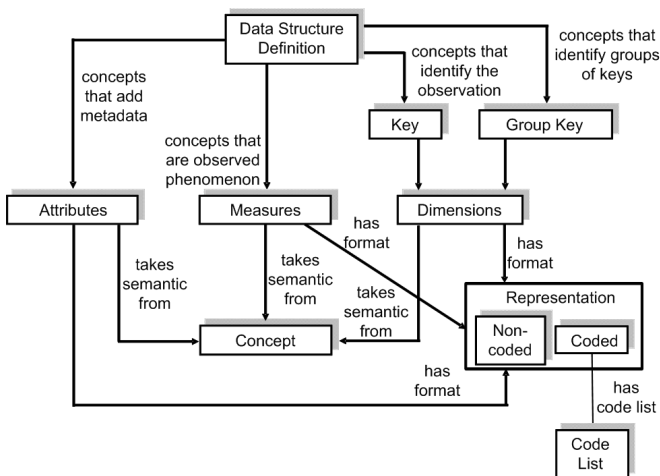 Data Structure
Definition
concepts
that add
metadata
concepts that
are observed
phenomenon
concepts that
identify the
observation
concepts that
identify groups
of keys
Key
Group Key
Attributes
Measures
Dimensions
takes
semantic
from
takes
semantic
from
has
format
takes
semantic
from
has
format
Concept
Representation
Non-
coded
Coded
has
format
has
code list
Code
List